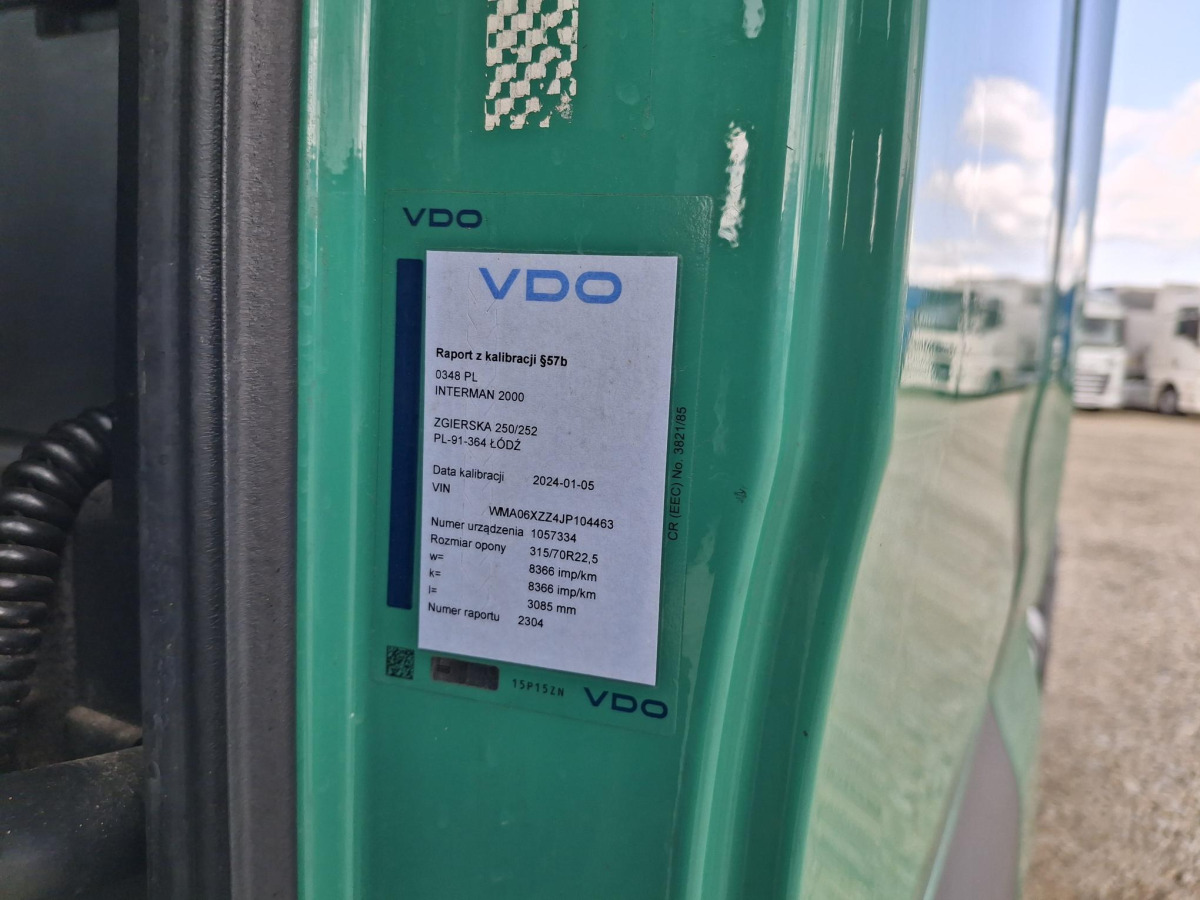 VDO
VDO
Raport z kalibracji §57b
0348 PL
INTERMAN 2000
ZGIERSKA 250/252
PL-91-364 ŁÓDŹ
Data kalibracji 2024-01-05
VIN
WMA06XZZ4JP104463
Numer urządzenia 1057334
Rozmiar opony 315/70R22,5
w= 8366 imp/km
k= 8366 imp/km
l= 3085 mm
Numer raportu 2304
CR (EEC) No. 3821/85
15P15ZN
VDO